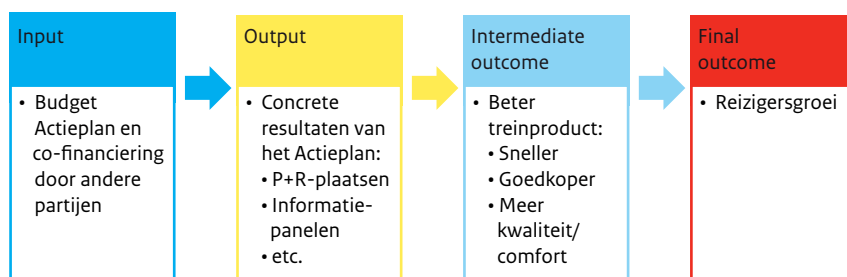 Input
• Budget
Actieplan en
co-financiering
door andere
partijen
Output
• Concrete
resultaten van
het Actieplan:
• P+R-plaatsen
• Informatie-
panelen
• etc.
Intermediate
outcome
• Beter
treinproduct:
• Sneller
• Goedkoper
• Meer
kwaliteit/
comfort
Final
outcome
• Reizigersgroei